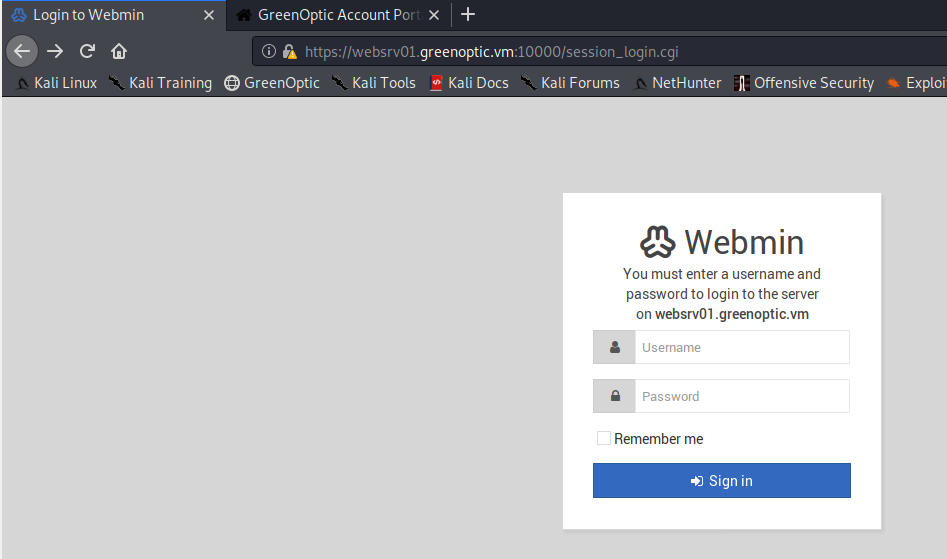 Login to Webmin
GreenOptic Account Port
https://websrv01.greenoptic.vm:10000/session_login.cgi
Kali Linux Kali Training GreenOptic Kali Tools Kali Docs Kali Forums NetHunter Offensive Security Exploi
Webmin
You must enter a username and
password to login to the server
on websrv01.greenoptic.vm
Username
Password
Remember me
Sign in